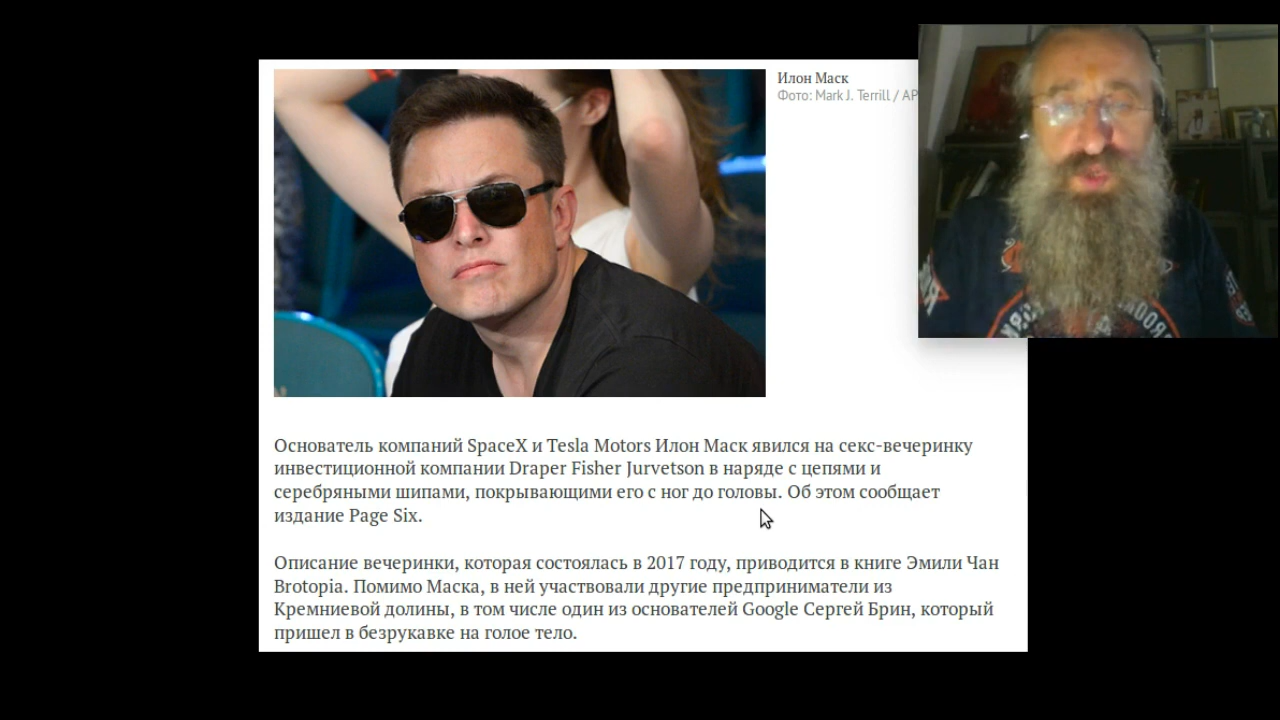 Илон Маск
Фото: Mark J. Terrill / AP
Основатель компаний SpaceX и Tesla Motors Илон Маск явился на секс-вечеринку
инвестиционной компании Draper Fisher Jurvetson в наряде с цепями и
серебряными шипами, покрывающими его с ног до головы. Об этом сообщает
издание Page Six.
Описание вечеринки, которая состоялась в 2017 году, приводится в книге Эмили Чан
Brotopia. Помимо Маска, в ней участвовали другие предприниматели из
Кремниевой долины, в том числе один из основателей Google Сергей Брин, который
пришел в безрукавке на голое тело.